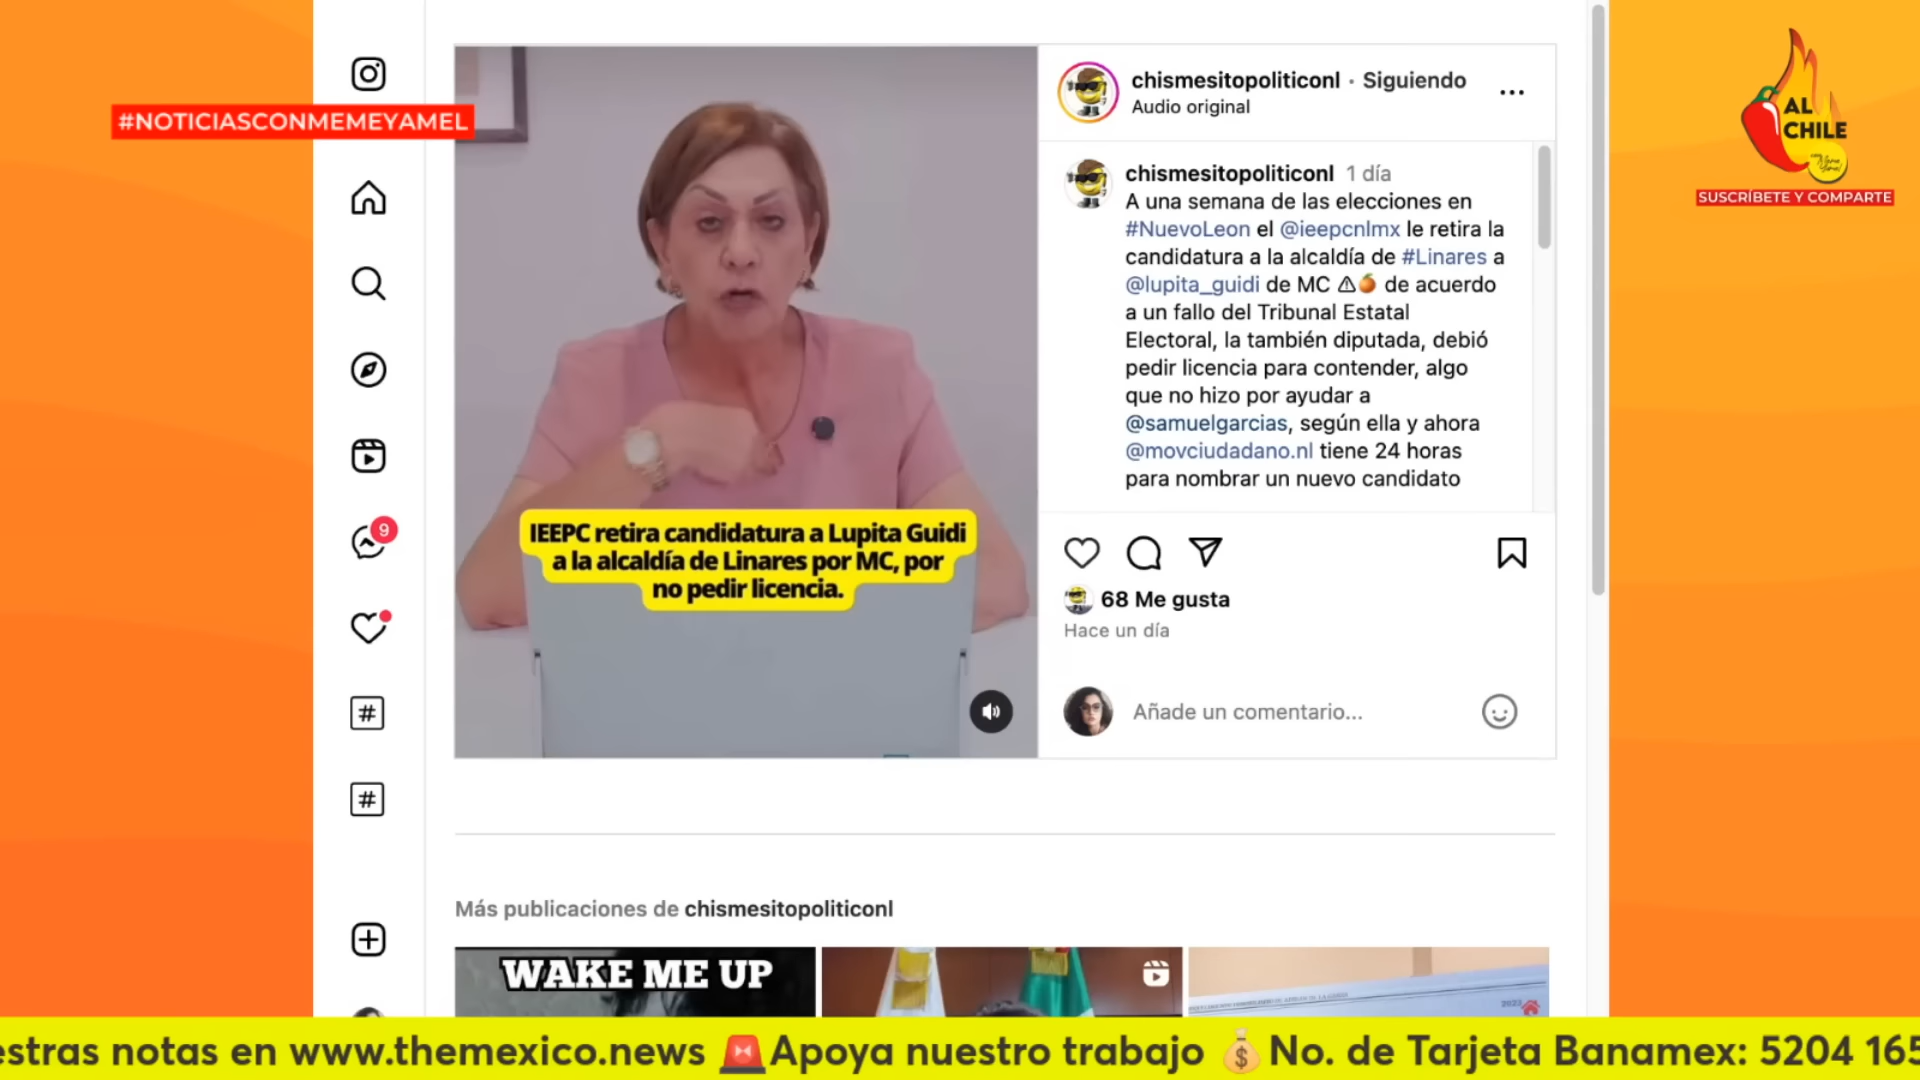 #NOTICIASCONMEMEYAMEL
AL
CHILE
SUSCRÍBETE Y COMPARTE
chismesitopoliticonl · Siguiendo
Audio original
chismesitopoliticonl 1 día
A una semana de las elecciones en
#NuevoLeon el @ieepcnlmx le retira la
candidatura a la alcaldía de #Linares a
@lupita_guidi de MC ⚠🍊 de acuerdo
a un fallo del Tribunal Estatal
Electoral, la también diputada, debió
pedir licencia para contender, algo
que no hizo por ayudar a
@samuelgarcias, según ella y ahora
@movciudadano.nl tiene 24 horas
para nombrar un nuevo candidato
IEEPC retira candidatura a Lupita Guidi
a la alcaldía de Linares por MC, por
no pedir licencia.
9
68 Me gusta
Hace un día
Añade un comentario...
Más publicaciones de chismesitopoliticonl
WAKE ME UP
estras notas en www.themexico.news 🚨Apoya nuestro trabajo 💰No. de Tarjeta Banamex: 5204 165